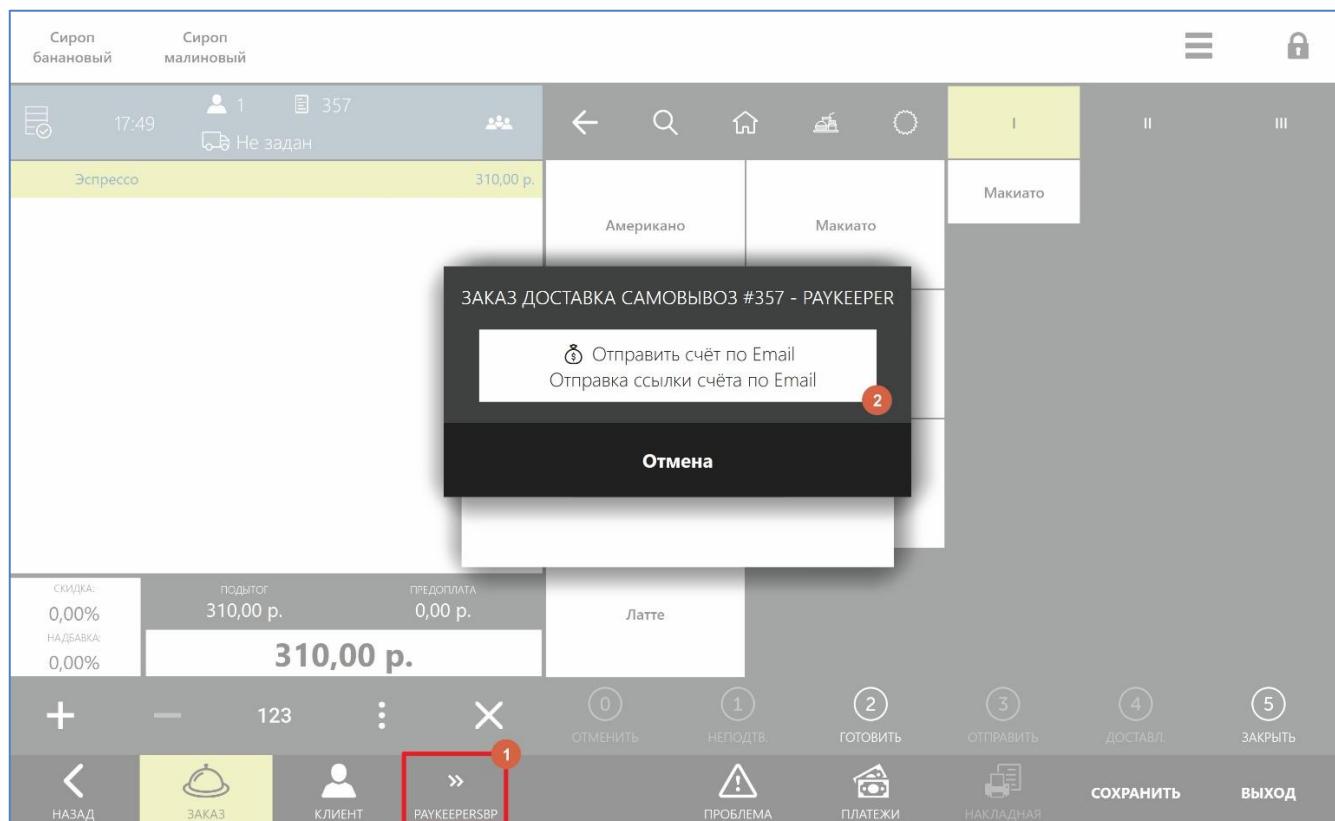 Сироп
банановый
Сироп
малиновый
17:49
1
357
Не задан
I
II
III
Эспрессо 310,00 р.
Американо
Макиато
Макиато
ЗАКАЗ ДОСТАВКА САМОВЫВОЗ #357 - PAYKEEPER
Отправить счёт по Email
Отправка ссылки счёта по Email
2
Отмена
Латте
СКИДКА:
0,00%
НАДБАВКА:
0,00%
ПОДЫТОГ
310,00 р.
ПРЕДОПЛАТА
0,00 р.
310,00 р.
123
0
ОТМЕНИТЬ
1
НЕПОДТВ.
2
ГОТОВИТЬ
3
ОТПРАВИТЬ
4
ДОСТАВЛ.
5
ЗАКРЫТЬ
1
НАЗАД
ЗАКАЗ
КЛИЕНТ
PAYKEEPERSBP
ПРОБЛЕМА
ПЛАТЕЖИ
НАКЛАДНАЯ
СОХРАНИТЬ
ВЫХОД